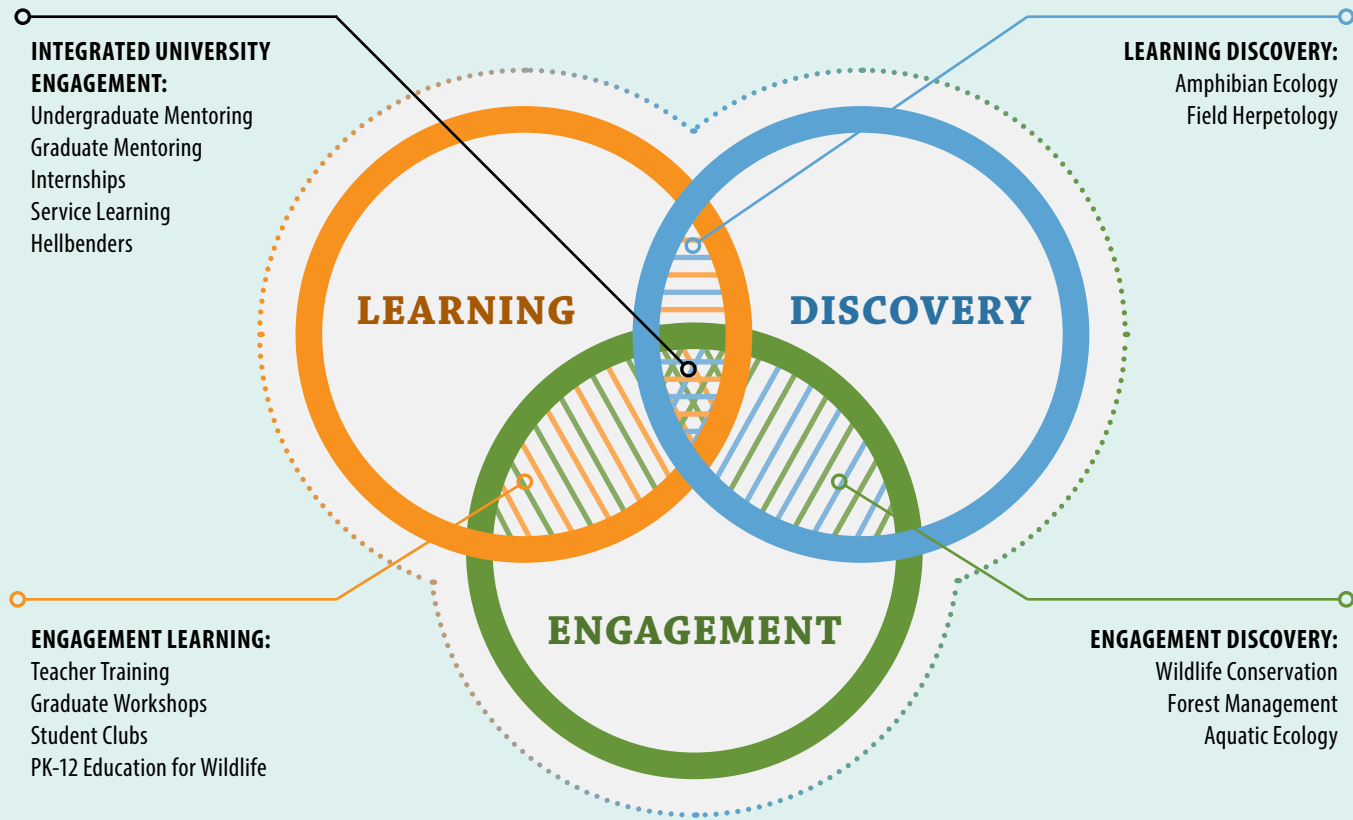 INTEGRATED UNIVERSITY
ENGAGEMENT:
Undergraduate Mentoring
Graduate Mentoring
Internships
Service Learning
Hellbenders
LEARNING DISCOVERY:
Amphibian Ecology
Field Herpetology
LEARNING
DISCOVERY
ENGAGEMENT
ENGAGEMENT LEARNING:
Teacher Training
Graduate Workshops
Student Clubs
PK-12 Education for Wildlife
ENGAGEMENT DISCOVERY:
Wildlife Conservation
Forest Management
Aquatic Ecology